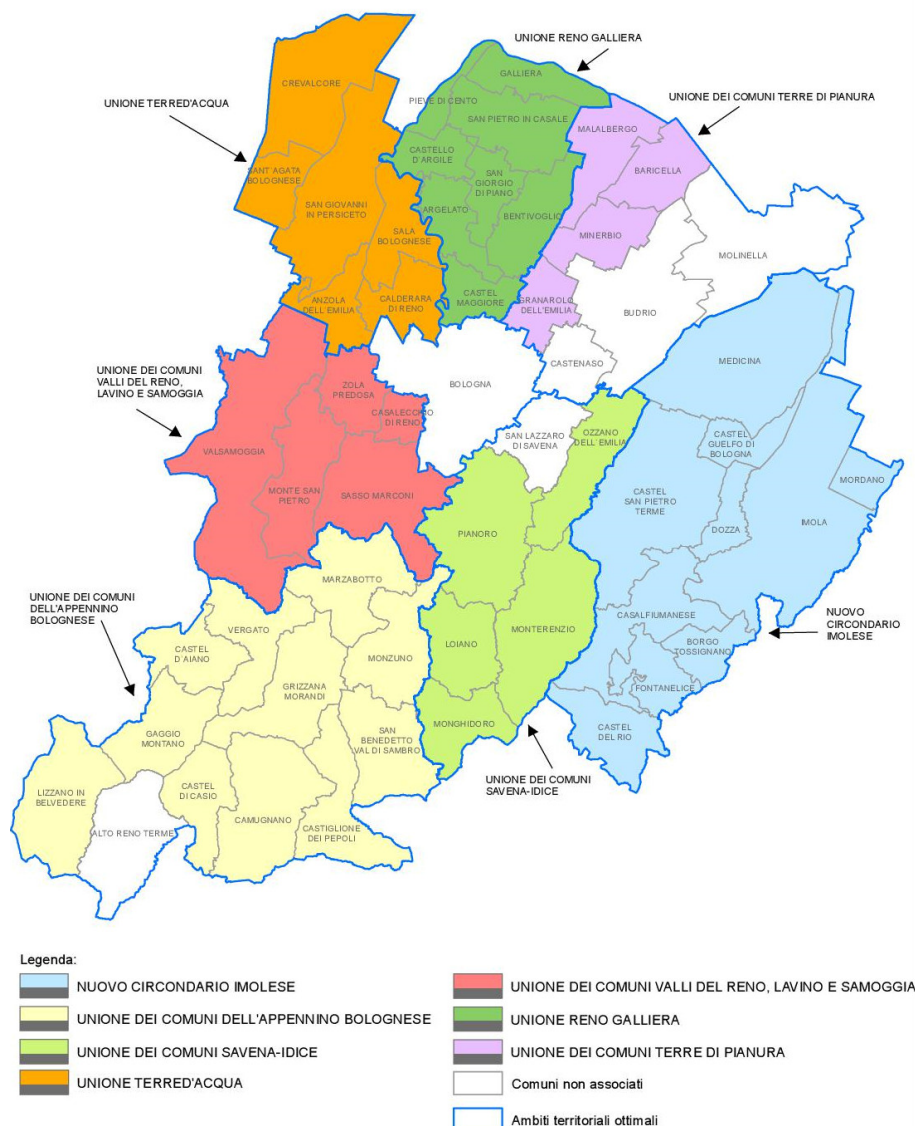 UNIONE RENO GALLIERA
GALLIERA
CREVALCORE
UNIONE TERRED'ACQUA
PIEVE DI CENTO
UNIONE DEI COMUNI TERRE DI PIANURA
SAN PIETRO IN CASALE
MALALBERGO
CASTELLO
D'ARGILE
SANT'AGATA
BOLOGNESE
BARICELLA
SAN
GIORGIO
DI PIANO
SAN GIOVANNI
IN PERSICETO
ARGELATO
BENTIVOGLIO
SALA
BOLOGNESE
MINERBIO
MOLINELLA
ANZOLA
DELL'EMILIA
CALDERARA
DI RENO
CASTEL
MAGGIORE
GRANAROLO
DELL'EMILIA
BUDRIO
MEDICINA
CASTENASO
UNIONE DEI COMUNI
VALLI DEL RENO,
LAVINO E SAMOGGIA
ZOLA
PREDOSA
BOLOGNA
CASALECCHIO
DI RENO
OZZANO
DELL' EMILIA
SAN LAZZARO
DI SAVENA
CASTEL
GUELFO DI
BOLOGNA
VALSAMOGGIA
MORDANO
MONTE SAN
PIETRO
SASSO MARCONI
CASTEL
SAN PIETRO
TERME
IMOLA
DOZZA
PIANORO
MARZABOTTO
UNIONE DEI COMUNI
DELL'APPENNINO
BOLOGNESE
NUOVO
CIRCONDARIO
IMOLESE
CASALFIUMANESE
MONTERENZIO
VERGATO
CASTEL
D'AIANO
LOIANO
MONZUNO
BORGO
TOSSIGNANO
GRIZZANA
MORANDI
FONTANELICE
GAGGIO
MONTANO
SAN
BENEDETTO
VAL DI SAMBRO
MONGHIDORO
CASTEL
DEL RIO
UNIONE DEI COMUNI
SAVENA-IDICE
LIZZANO IN
BELVEDERE
CASTEL
DI CASIO
CAMUGNANO
ALTO RENO TERME
CASTIGLIONE
DEI PEPOLI
Legenda:
NUOVO CIRCONDARIO IMOLESE
UNIONE DEI COMUNI DELL'APPENNINO BOLOGNESE
UNIONE DEI COMUNI SAVENA-IDICE
UNIONE TERRED'ACQUA
UNIONE DEI COMUNI VALLI DEL RENO, LAVINO E SAMOGGIA
UNIONE RENO GALLIERA
UNIONE DEI COMUNI TERRE DI PIANURA
Comuni non associati
Ambiti territoriali ottimali